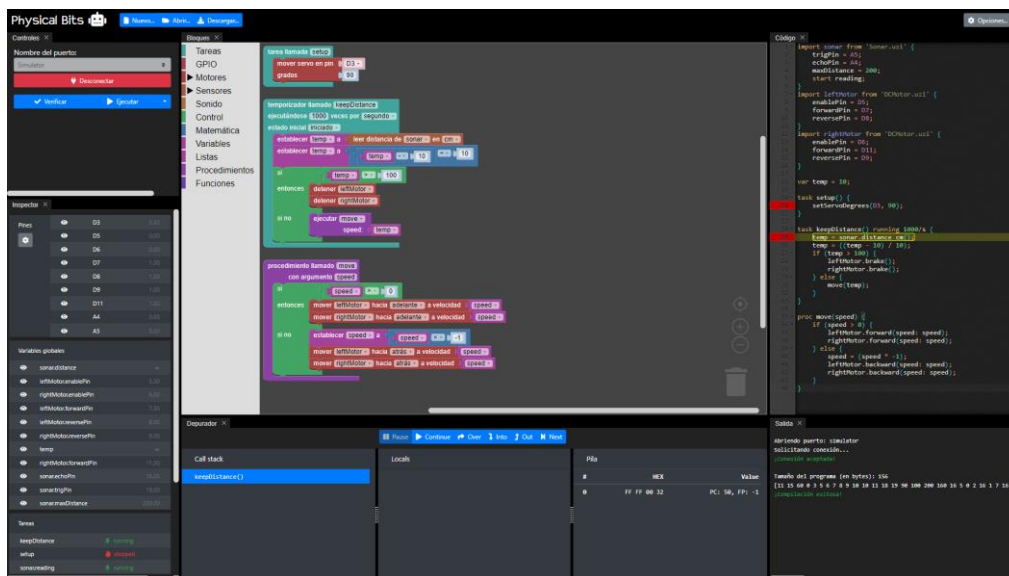 Physical Bits
Nuevo...
Abrir...
Descargar...
Opciones...
Controles
Nombre del puerto:
Simulator
Desconectar
Verificar
Ejecutar
Inspector
Pines
D3
D5
D6
D7
D8
D9
D11
A4
A5
Variables globales
sonar.distance
leftMotor.enablePin
rightMotor.enablePin
leftMotor.forwardPin
leftMotor.reversePin
rightMotor.reversePin
temp
rightMotor.forwardPin
sonar.echoPin
sonar.trigPin
sonar.maxDistance
Tareas
keepDistance running
setup stopped
sonar.reading running
Bloques
Tareas
GPIO
Motores
Sensores
Sonido
Control
Matemática
Variables
Listas
Procedimientos
Funciones
tarea llamada setup
mover servo en pin D3
grados 90
temporizador llamado keepDistance
ejecutándose 1000 veces por segundo
estado inicial iniciado
establecer temp a leer distancia de sonar en cm
establecer temp a temp - 10 ÷ 10
si temp > 100
entonces detener leftMotor
detener rightMotor
si no ejecutar move
speed temp
procedimiento llamado move
con argumento speed
si speed > 0
entonces mover leftMotor hacia adelante a velocidad speed
mover rightMotor hacia adelante a velocidad speed
si no establecer speed a speed × -1
mover leftMotor hacia atrás a velocidad speed
mover rightMotor hacia atrás a velocidad speed
Código
import sonar from 'Sonar.uzi' {
trigPin = A5;
echoPin = A4;
maxDistance = 200;
start reading;
}
import leftMotor from 'DCMotor.uzi' {
enablePin = D5;
forwardPin = D7;
reversePin = D8;
}
import rightMotor from 'DCMotor.uzi' {
enablePin = D6;
forwardPin = D11;
reversePin = D9;
}
var temp = 10;
task setup() {
setServoDegrees(D3, 90);
}
task keepDistance() running 1000/s {
temp = sonar.distance_cm();
temp = ((temp - 10) / 10);
if (temp > 100) {
leftMotor.brake();
rightMotor.brake();
} else {
move(temp);
}
}
proc move(speed) {
if (speed > 0) {
leftMotor.forward(speed: speed);
rightMotor.forward(speed: speed);
} else {
speed = (speed * -1);
leftMotor.backward(speed: speed);
rightMotor.backward(speed: speed);
}
}
Depurador
Pause Continue Over Into Out Next
Call stack
keepDistance()
Locals
Pila
# HEX Value
0 FF FF 00 32 PC: 50, FP: -1
Salida
Abriendo puerto: simulator
Solicitando conexión...
¡Conexión aceptada!
Tamaño del programa (en bytes): 156
¡Compilación exitosa!